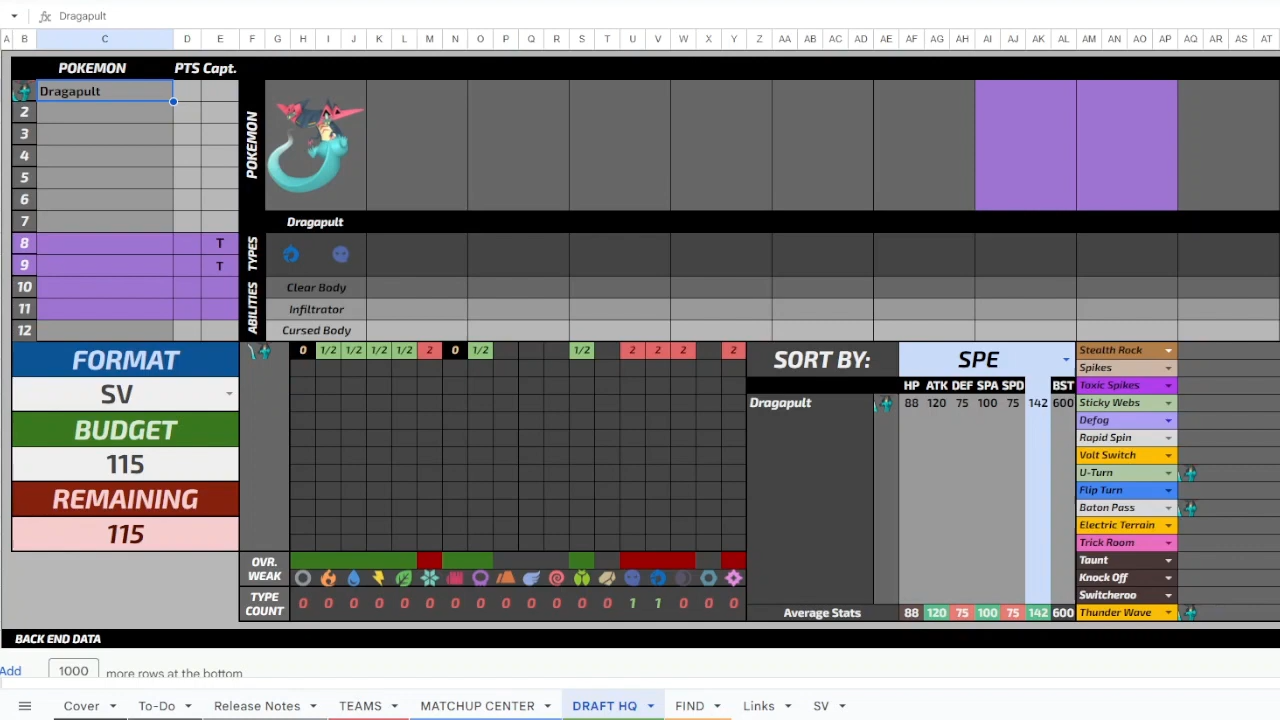 Dragapult
A B C D E F G H I J K L M N O P Q R S T U V W X Y Z AA AB AC AD AE AF AG AH AI AJ AK AL AM AN AO AP AQ AR AS AT
POKEMON PTS Capt.
Dragapult
2
3
4
5
6
7
8 T
9 T
10
11
12
POKEMON
Dragapult
TYPES
ABILITIES
Clear Body
Infiltrator
Cursed Body
FORMAT
SV
BUDGET
115
REMAINING
115
0 1/2 1/2 1/2 1/2 2 0 1/2 1/2 2 2 2 2
OVR. WEAK
TYPE COUNT
0 0 0 0 0 0 0 0 0 0 0 0 0 1 1 0 0 0
SORT BY: SPE
HP ATK DEF SPA SPD BST
Dragapult 88 120 75 100 75 142 600
Average Stats 88 120 75 100 75 142 600
Stealth Rock
Spikes
Toxic Spikes
Sticky Webs
Defog
Rapid Spin
Volt Switch
U-Turn
Flip Turn
Baton Pass
Electric Terrain
Trick Room
Taunt
Knock Off
Switcheroo
Thunder Wave
BACK END DATA
Add 1000 more rows at the bottom
Cover To-Do Release Notes TEAMS MATCHUP CENTER DRAFT HQ FIND Links SV